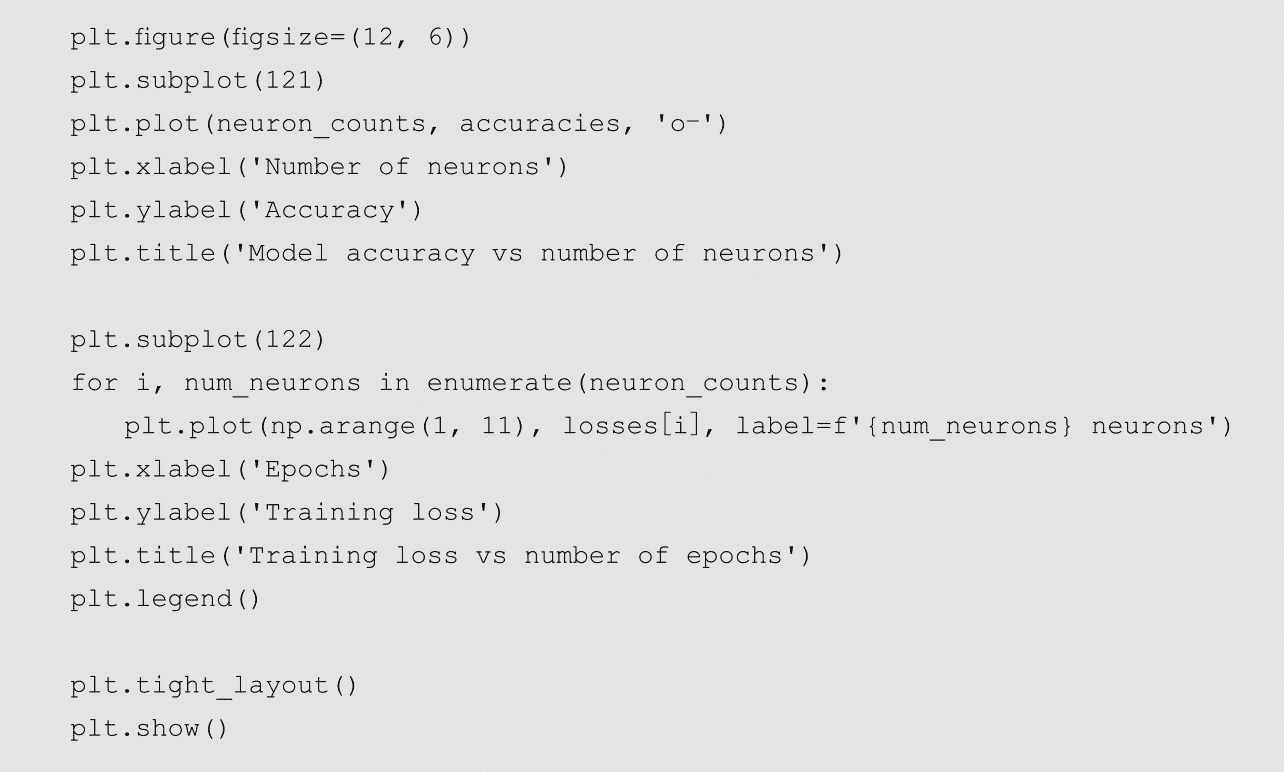 plt.figure(figsize=(12, 6))
plt.subplot(121)
plt.plot(neuron_counts, accuracies, 'o-')
plt.xlabel('Number of neurons')
plt.ylabel('Accuracy')
plt.title('Model accuracy vs number of neurons')

plt.subplot(122)
for i, num_neurons in enumerate(neuron_counts):
    plt.plot(np.arange(1, 11), losses[i], label=f'{num_neurons} neurons')
plt.xlabel('Epochs')
plt.ylabel('Training loss')
plt.title('Training loss vs number of epochs')
plt.legend()

plt.tight_layout()
plt.show()